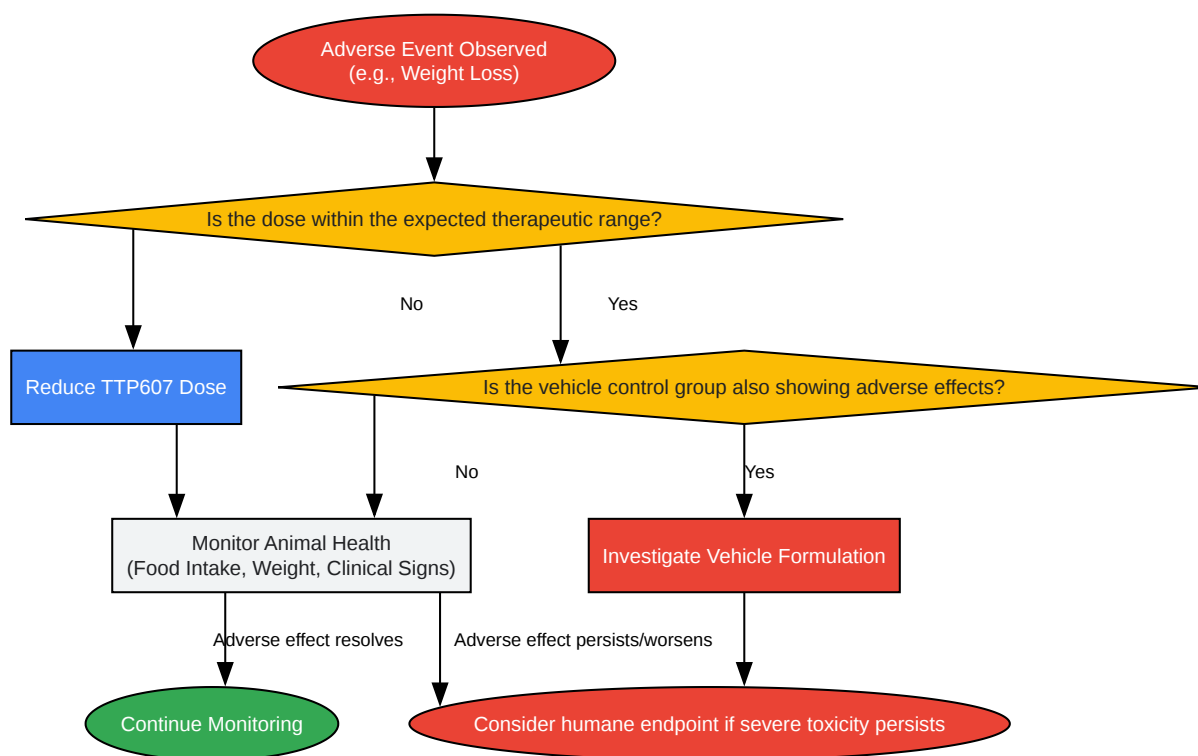 Adverse Event Observed
(e.g., Weight Loss)
Is the dose within the expected therapeutic range?
No
Yes
Reduce TTP607 Dose
Is the vehicle control group also showing adverse effects?
No
Yes
Monitor Animal Health
(Food Intake, Weight, Clinical Signs)
Investigate Vehicle Formulation
Adverse effect resolves
Adverse effect persists/worsens
Continue Monitoring
Consider humane endpoint if severe toxicity persists